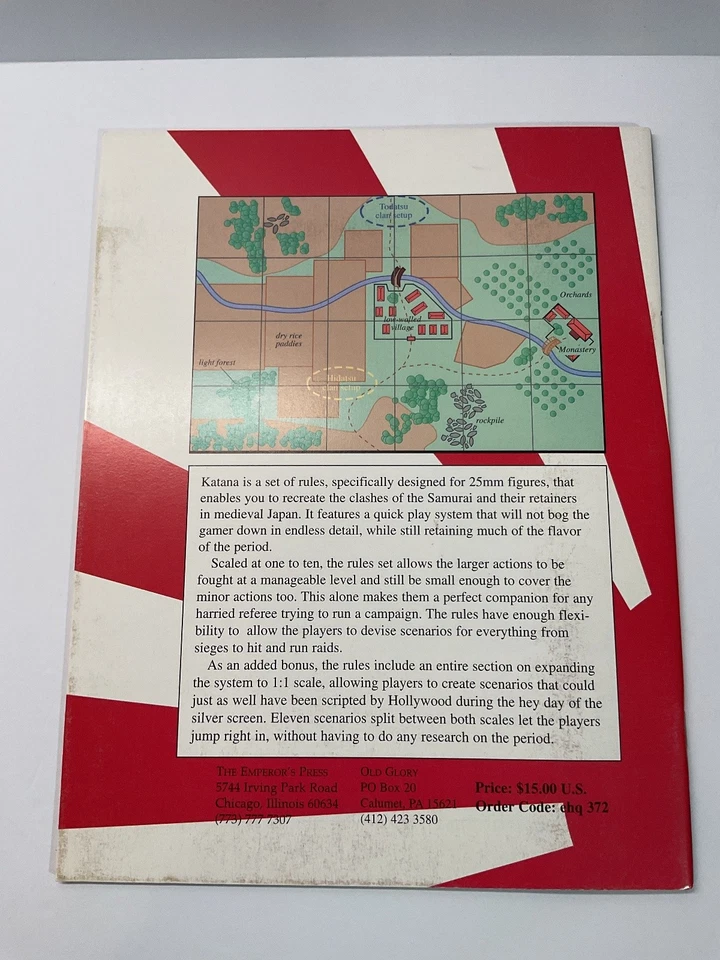 Todatsu
clan setup
Orchards
low-walled
village
dry rice
paddies
Monastery
light forest
Hidatsu
rockpile
Katana is a set of rules, specifically designed for 25mm figures, that
enables you to recreate the clashes of the Samurai and their retainers
in medieval Japan. It features a quick play system that will not bog the
gamer down in endless detail, while still retaining much of the flavor
of the period.
Scaled at one to ten, the rules set allows the larger actions to be
fought at a manageable level and still be small enough to cover the
minor actions too. This alone makes them a perfect companion for any
harried referee trying to run a campaign. The rules have enough flexi-
bility to allow the players to devise scenarios for everything from
sieges to hit and run raids.
As an added bonus, the rules include an entire section on expanding
the system to 1:1 scale, allowing players to create scenarios that could
just as well have been scripted by Hollywood during the hey day of the
silver screen. Eleven scenarios split between both scales let the players
jump right in, without having to do any research on the period.
The Emperor's Press
5744 Irving Park Road
Chicago, Illinois 60634
(773) 777 7307
Old Glory
PO Box 20
Calumet, PA 15621
(412) 423 3580
Price: $15.00 U.S.
Order Code: ehq 372